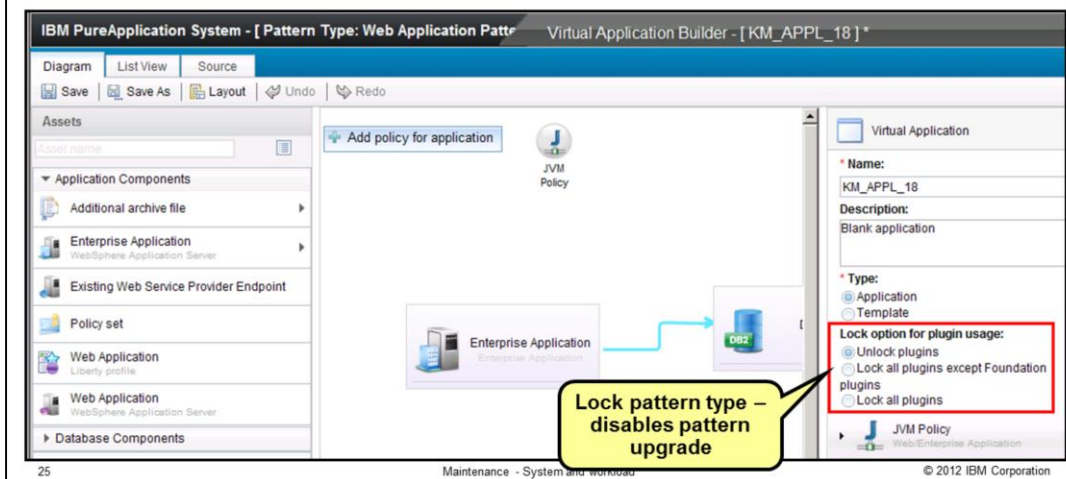 IBM PureApplication System - [ Pattern Type: Web Application Patte
Virtual Application Builder - [ KM_APPL_18 ] *
Diagram
List View
Source
Save
Save As
Layout
Undo
Redo
Assets
Asset name
Application Components
Additional archive file
Enterprise Application
WebSphere Application Server
Existing Web Service Provider Endpoint
Policy set
Web Application
Liberty profile
Web Application
WebSphere Application Server
Database Components
Add policy for application
JVM
Policy
Enterprise Application
Enterprise Application
DB2
D
Lock pattern type –
disables pattern
upgrade
Virtual Application
* Name:
KM_APPL_18
Description:
Blank application
* Type:
Application
Template
Lock option for plugin usage:
Unlock plugins
Lock all plugins except Foundation
plugins
Lock all plugins
JVM Policy
Web/Enterprise Application
25
Maintenance - System and workload
© 2012 IBM Corporation